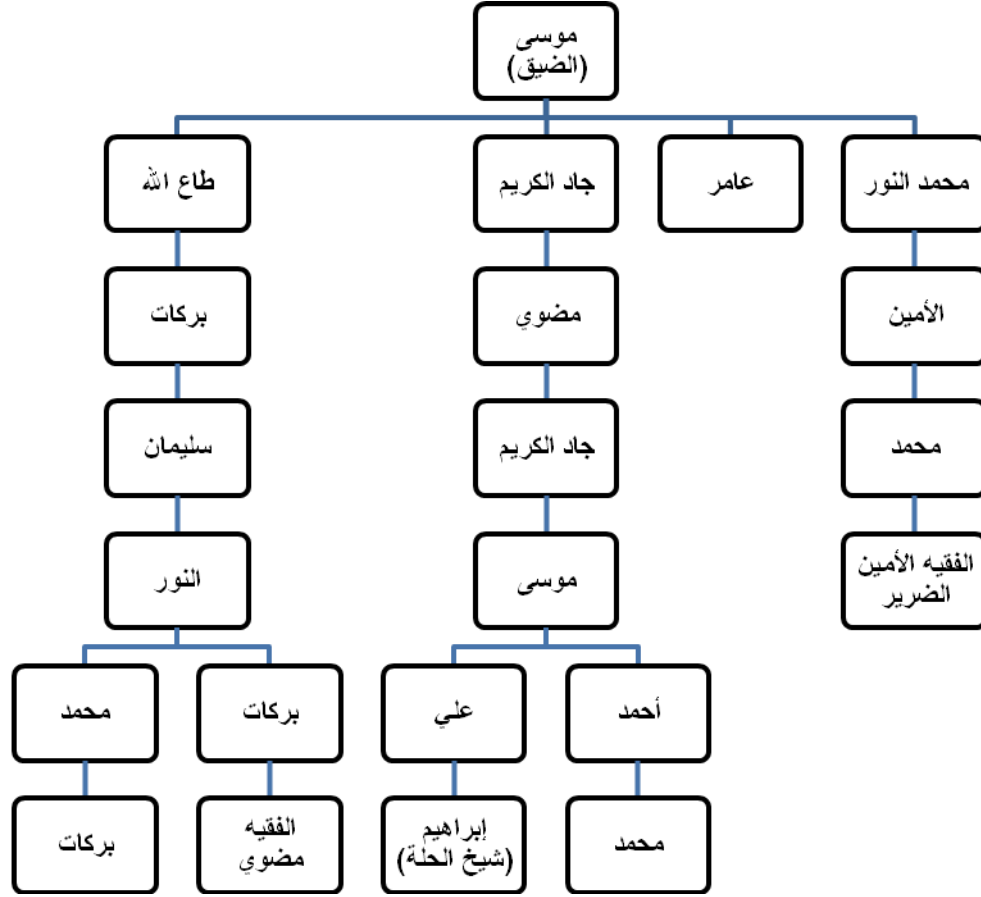 موسى
(الضيق)
محمد النور
عامر
جاد الكريم
طاع الله
الأمين
مضوي
بركات
محمد
جاد الكريم
سليمان
الفقيه الأمين
الضرير
موسى
النور
أحمد
علي
بركات
محمد
محمد
إبراهيم
(شيخ الحلة)
الفقيه
مضوي
بركات